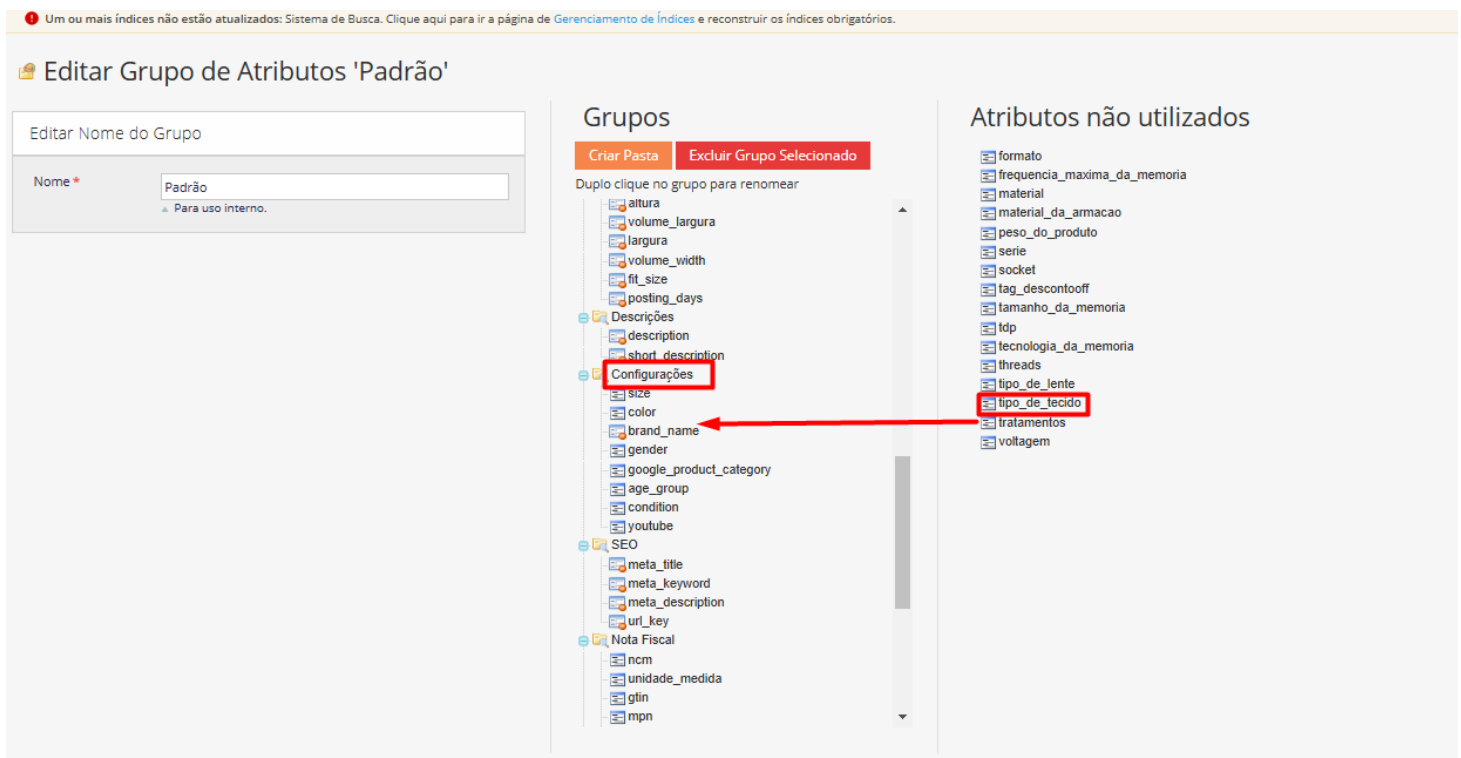 Um ou mais índices não estão atualizados: Sistema de Busca. Clique aqui para ir a página de Gerenciamento de Índices e reconstruir os índices obrigatórios.
Editar Grupo de Atributos 'Padrão'
Editar Nome do Grupo
Nome *
Padrão
Para uso interno.
Grupos
Criar Pasta
Excluir Grupo Selecionado
Duplo clique no grupo para renomear
altura
volume_largura
largura
volume_width
fit_size
posting_days
Descrições
description
short_description
Configurações
size
color
brand_name
gender
google_product_category
age_group
condition
youtube
SEO
meta_title
meta_keyword
meta_description
url_key
Nota Fiscal
ncm
unidade_medida
gtin
mpn
Atributos não utilizados
formato
frequencia_maxima_da_memoria
material
material_da_armacao
peso_do_produto
serie
socket
tag_descontooff
tamanho_da_memoria
tdp
tecnologia_da_memoria
threads
tipo_de_lente
tipo_de_tecido
tratamentos
voltagem